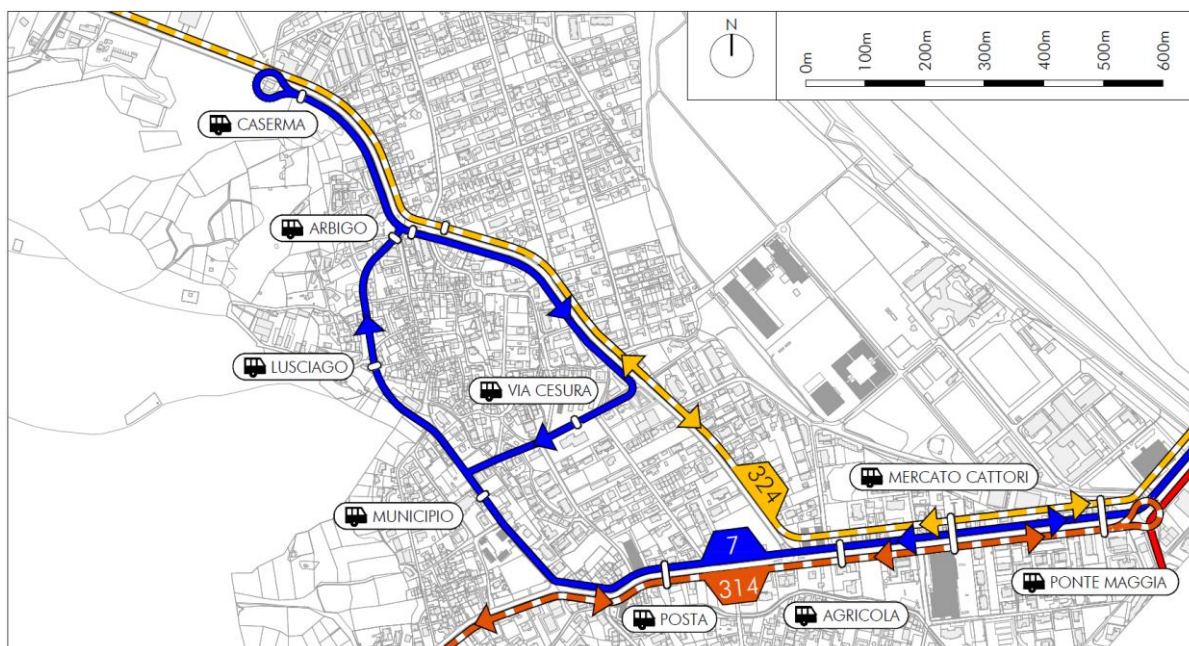 N
0m
100m
200m
300m
400m
500m
600m
CASERMA
ARBIGO
LUSCIAGO
VIA CESURA
324
MERCATO CATTORI
MUNICIPIO
7
314
PONTE MAGGIA
POSTA
AGRICOLA